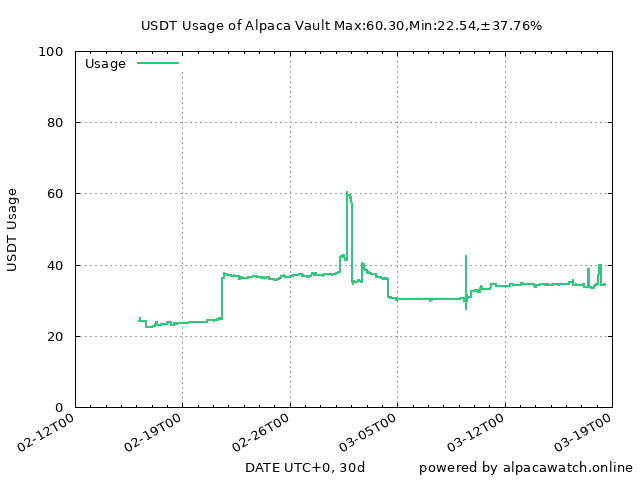 USDT Usage of Alpaca Vault Max:60.30,Min:22.54,±37.76%
Usage
100
80
60
40
20
0
USDT Usage
02-12T00
02-19T00
02-26T00
03-05T00
03-12T00
03-19T00
DATE UTC+0, 30d
powered by alpacawatch.online